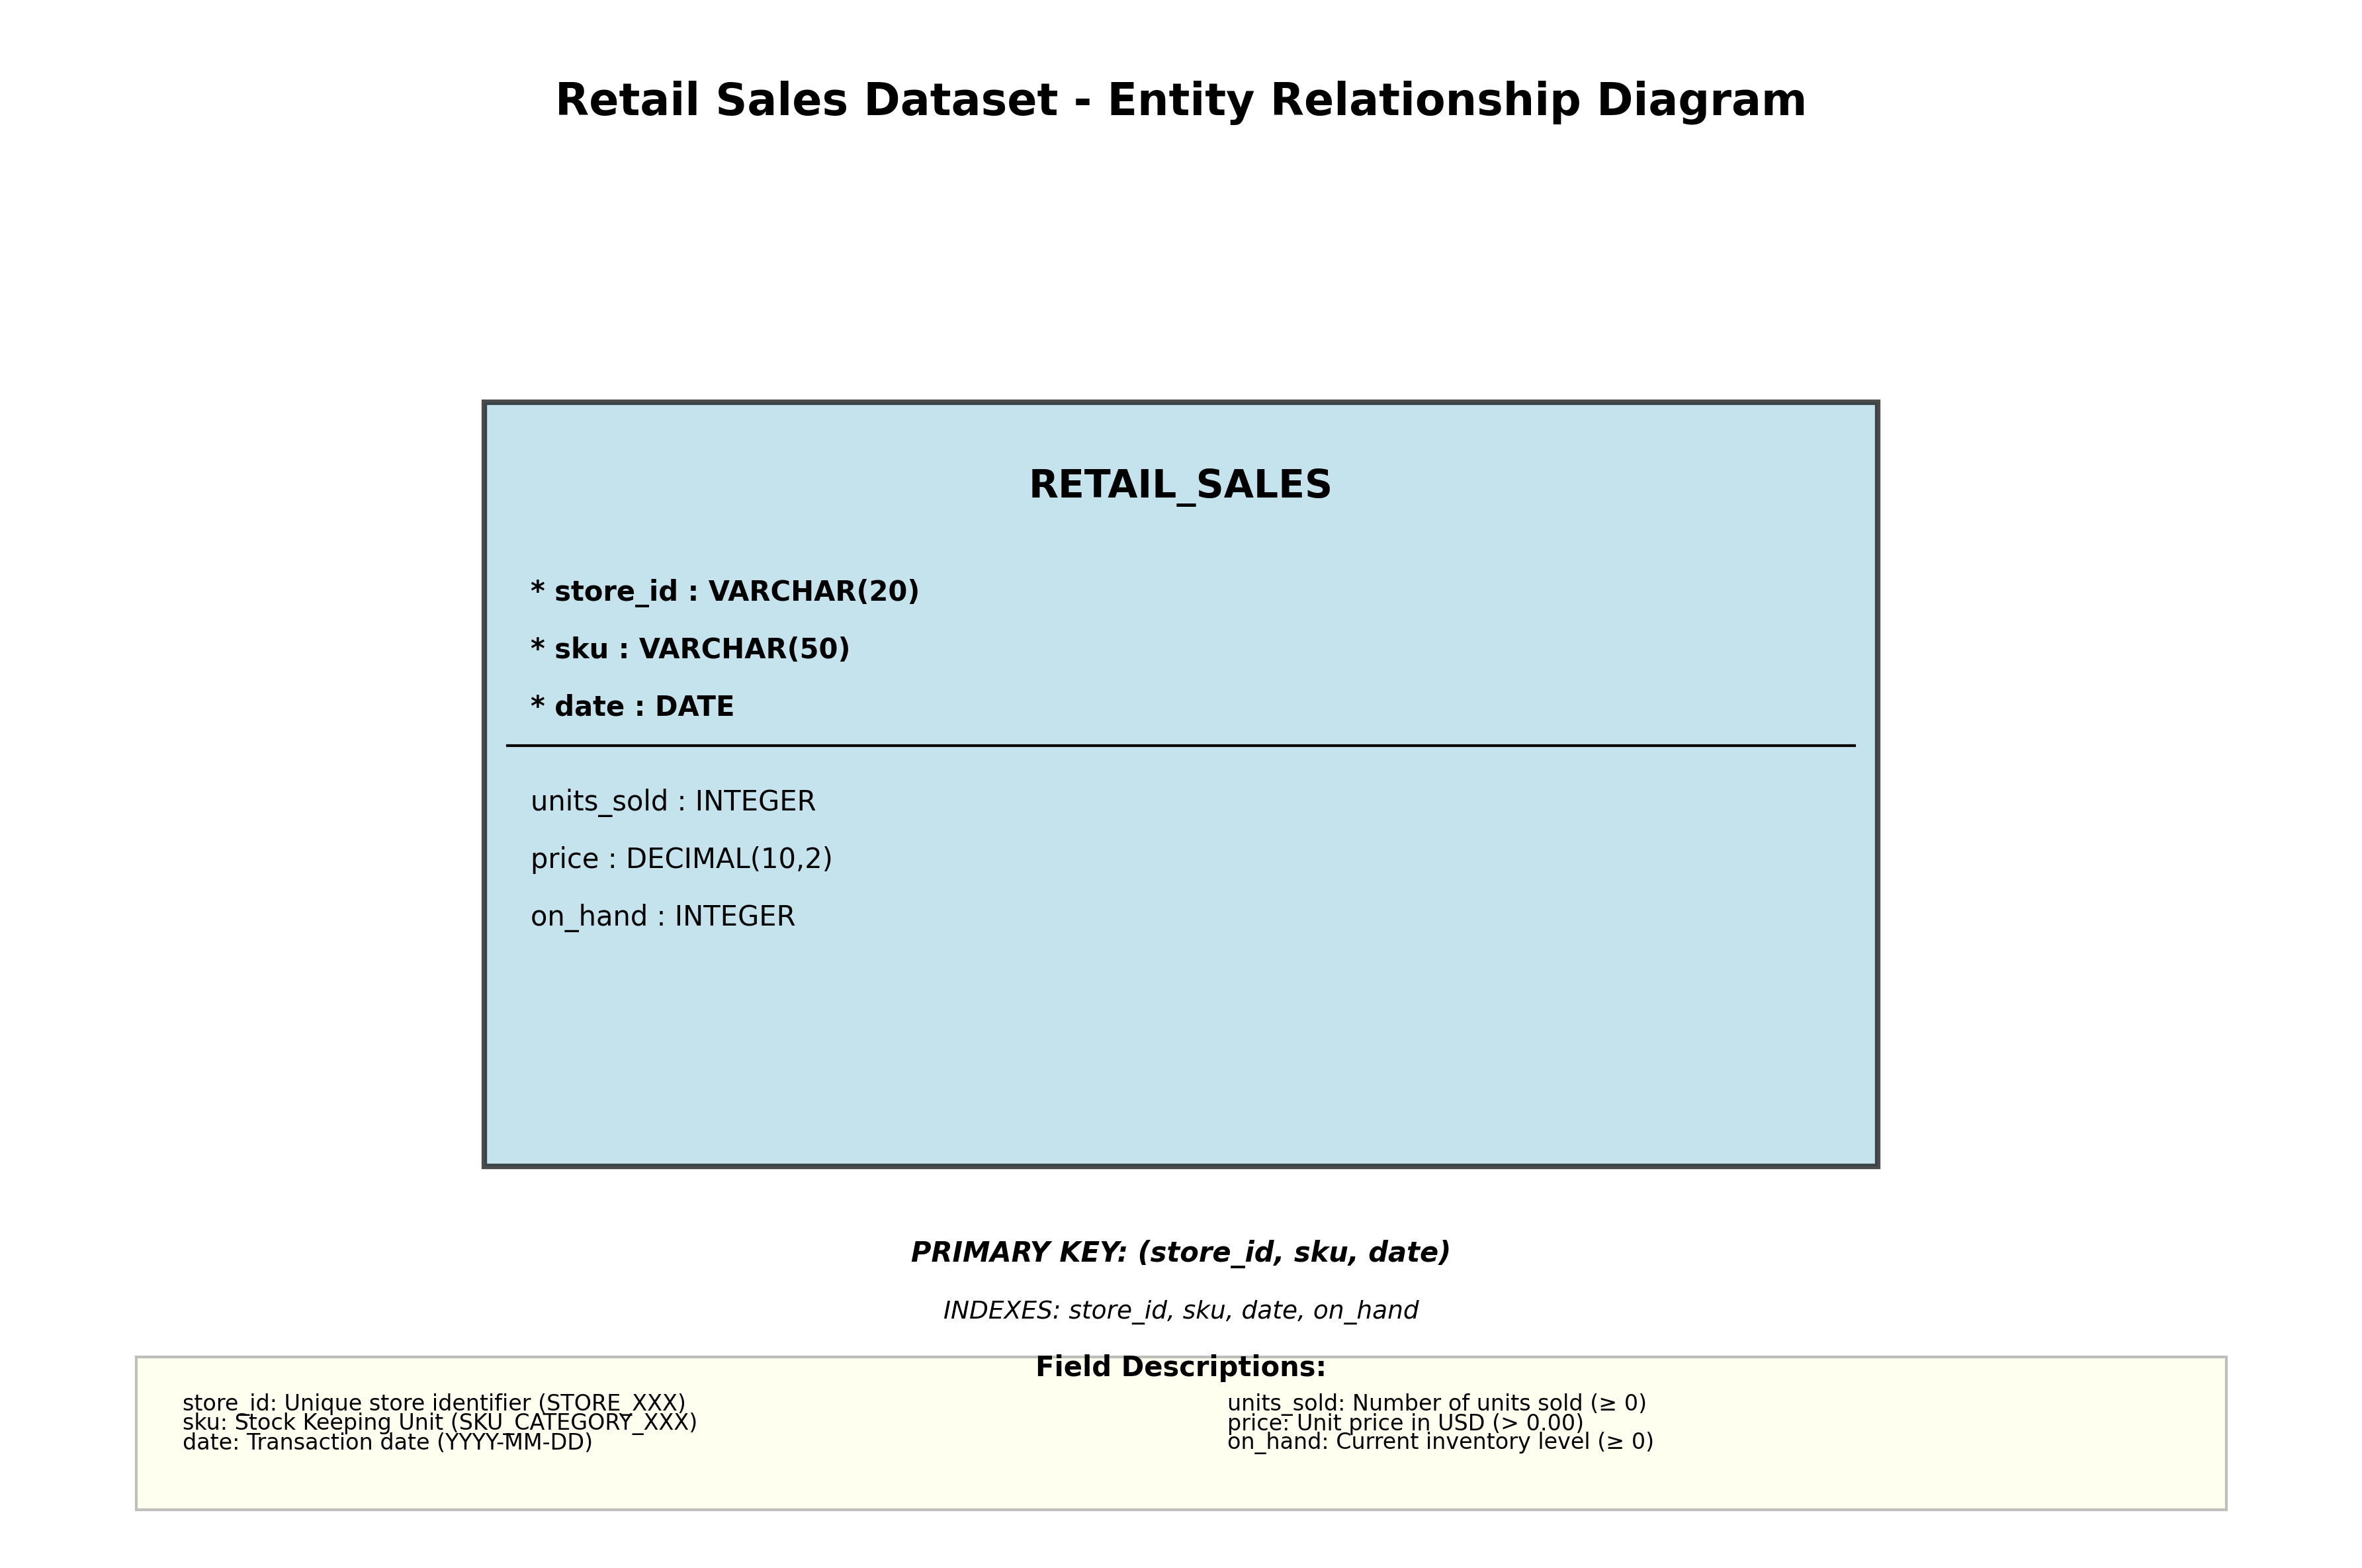 Retail Sales Dataset - Entity Relationship Diagram
RETAIL_SALES
* store_id : VARCHAR(20)
* sku : VARCHAR(50)
* date : DATE
units_sold : INTEGER
price : DECIMAL(10,2)
on_hand : INTEGER
PRIMARY KEY: (store_id, sku, date)
INDEXES: store_id, sku, date, on_hand
Field Descriptions:
store_id: Unique store identifier (STORE_XXX)
sku: Stock Keeping Unit (SKU_CATEGORY_XXX)
date: Transaction date (YYYY-MM-DD)
units_sold: Number of units sold (≥ 0)
price: Unit price in USD (> 0.00)
on_hand: Current inventory level (≥ 0)